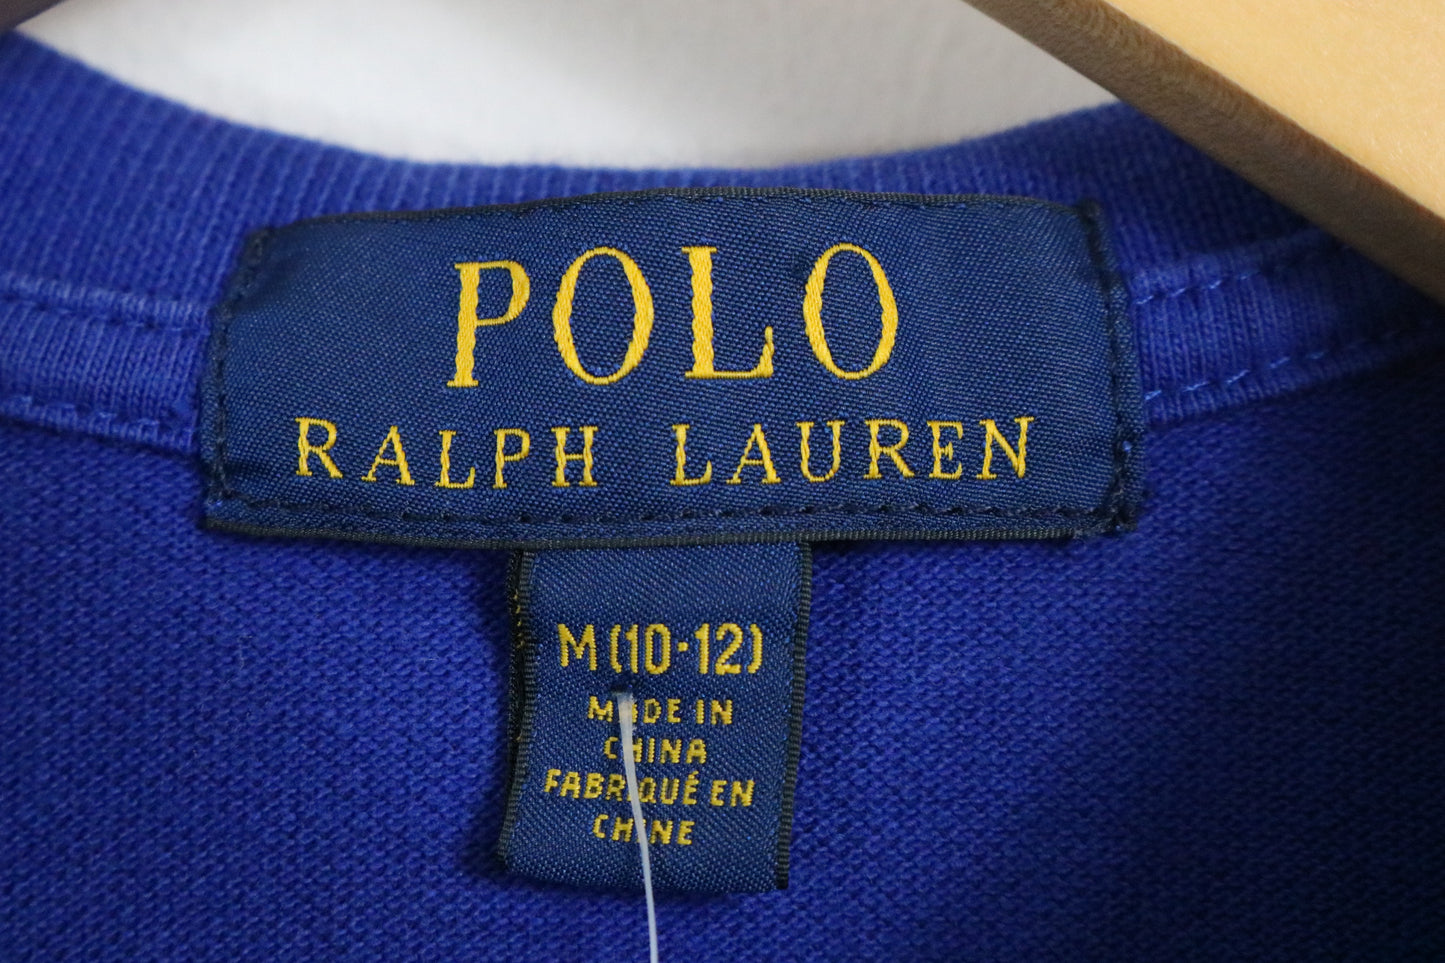 POLO
RALPH LAUREN
M(10·12)
MADE IN
CHINA
FABRIQUÉ EN
CHINE